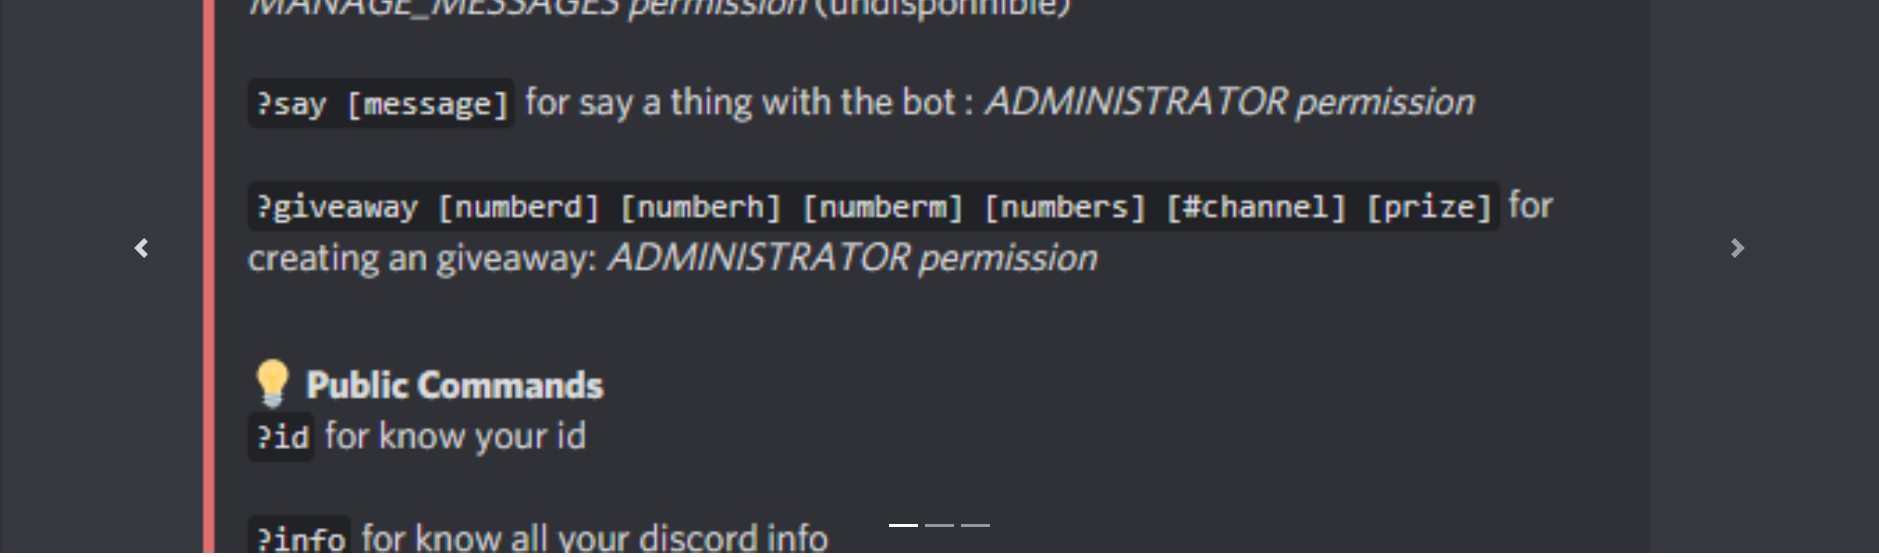 MANAGE_MESSAGES permission (undisponnible)
?say [message] for say a thing with the bot : ADMINISTRATOR permission
?giveaway [numberd] [numberh] [numberm] [numbers] [#channel] [prize] for
creating an giveaway: ADMINISTRATOR permission
Public Commands
?id for know your id
?info for know all your discord info